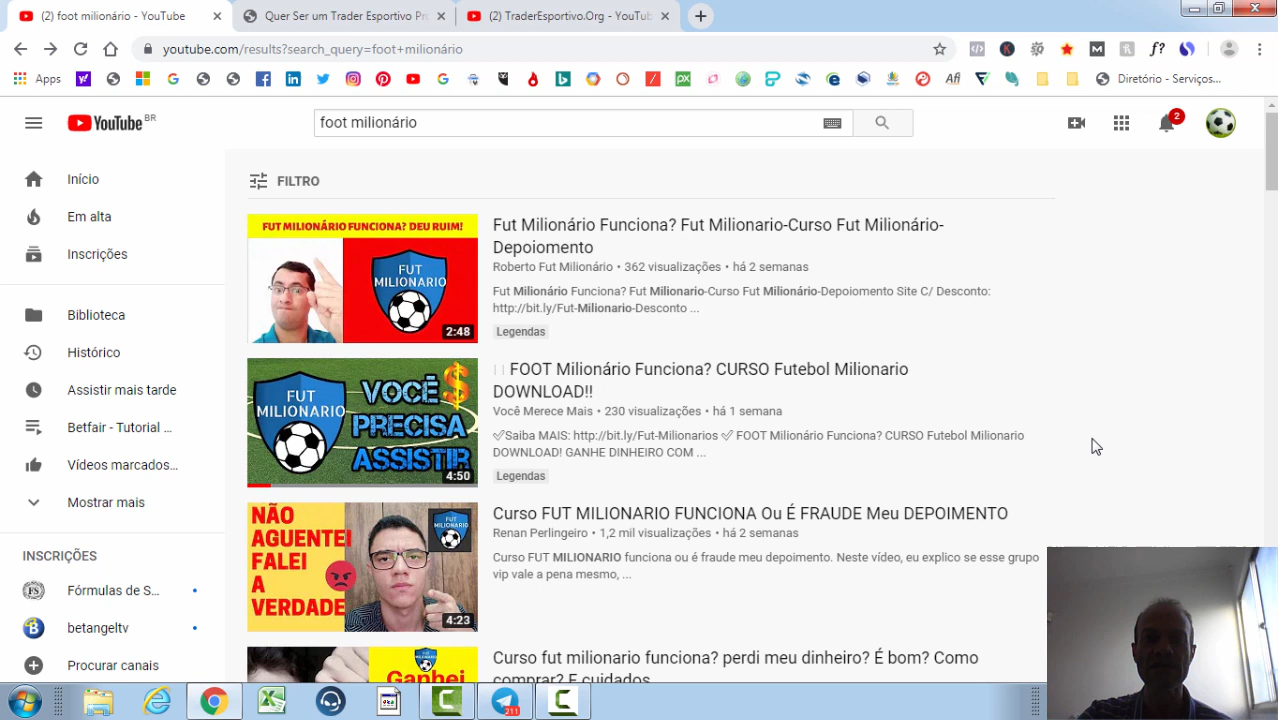 (2) foot milionário - YouTube
Quer Ser um Trader Esportivo Pr
(2) TraderEsportivo.Org - YouTub
youtube.com/results?search_query=foot+milionário
Apps
Afi
Diretório - Serviços...
YouTube BR
foot milionário
2
Início
Em alta
Inscrições
Biblioteca
Histórico
Assistir mais tarde
Betfair - Tutorial ...
Vídeos marcados...
Mostrar mais
INSCRIÇÕES
Fórmulas de S...
betangeltv
Procurar canais
FILTRO
FUT MILIONÁRIO FUNCIONA? DEU RUIM!
FUT
MILIONARIO
2:48
Fut Milionário Funciona? Fut Milionario-Curso Fut Milionário-
Depoiomento
Roberto Fut Milionário • 362 visualizações • há 2 semanas
Fut Milionário Funciona? Fut Milionario-Curso Fut Milionário-Depoiomento Site C/ Desconto:
http://bit.ly/Fut-Milionario-Desconto ...
Legendas
FUT
MILIONARIO
VOCÊ $
PRECISA
ASSISTIR
4:50
FOOT Milionário Funciona? CURSO Futebol Milionario
DOWNLOAD!!
Você Merece Mais • 230 visualizações • há 1 semana
✅Saiba MAIS: http://bit.ly/Fut-Milionarios ✅ FOOT Milionário Funciona? CURSO Futebol Milionario
DOWNLOAD! GANHE DINHEIRO COM ...
Legendas
NÃO
AGUENTEI
FALEI
A
VERDADE
FUT
MILIONARIO
4:23
Curso FUT MILIONARIO FUNCIONA Ou É FRAUDE Meu DEPOIMENTO
Renan Perlingeiro • 1,2 mil visualizações • há 2 semanas
Curso FUT MILIONARIO funciona ou é fraude meu depoimento. Neste vídeo, eu explico se esse grupo
vip vale a pena mesmo, ...
Ganhei
Curso fut milionario funciona? perdi meu dinheiro? É bom? Como
comprar? E cuidados
211